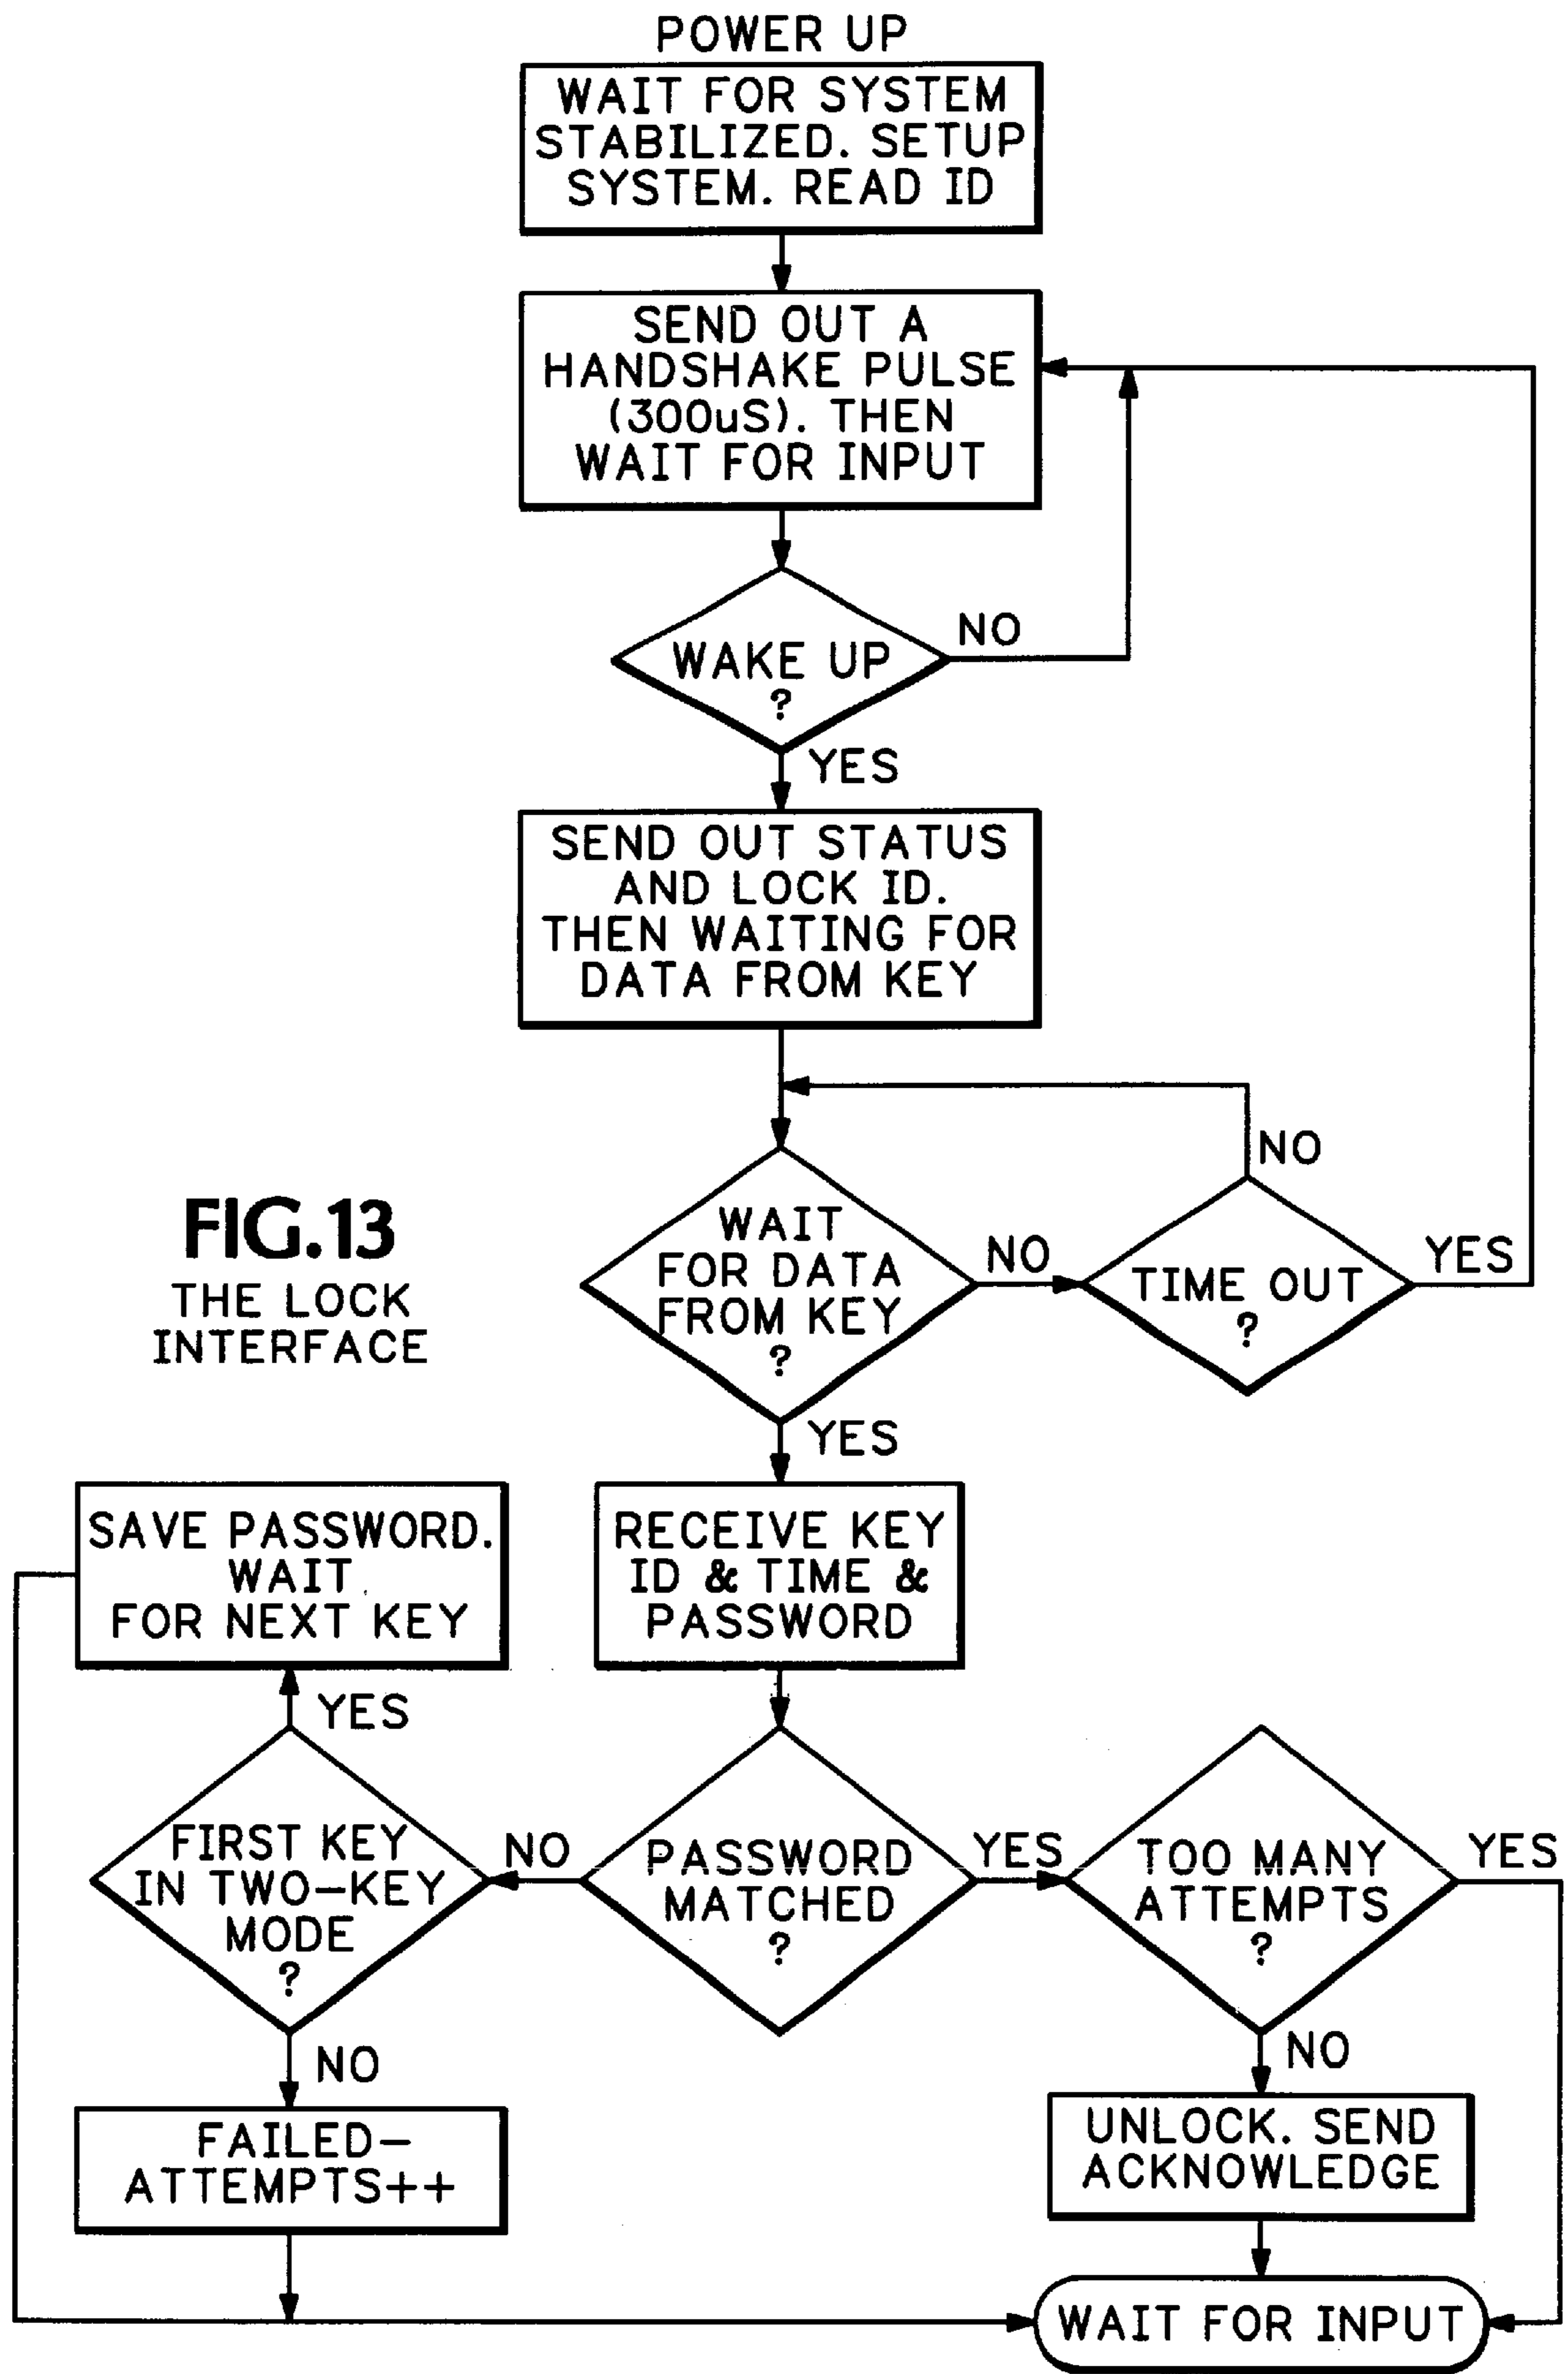 POWER UP
WAIT FOR SYSTEM
STABILIZED. SETUP
SYSTEM. READ ID
SEND OUT A
HANDSHAKE PULSE
(300uS). THEN
WAIT FOR INPUT
WAKE UP
?
NO
YES
SEND OUT STATUS
AND LOCK ID.
THEN WAITING FOR
DATA FROM KEY
WAIT
FOR DATA
FROM KEY
?
NO
TIME OUT
?
NO
YES
YES
FIG.13
THE LOCK
INTERFACE
RECEIVE KEY
ID & TIME &
PASSWORD
PASSWORD
MATCHED
?
NO
YES
FIRST KEY
IN TWO-KEY
MODE
?
YES
SAVE PASSWORD.
WAIT
FOR NEXT KEY
NO
FAILED-
ATTEMPTS++
TOO MANY
ATTEMPTS
?
YES
NO
UNLOCK. SEND
ACKNOWLEDGE
WAIT FOR INPUT